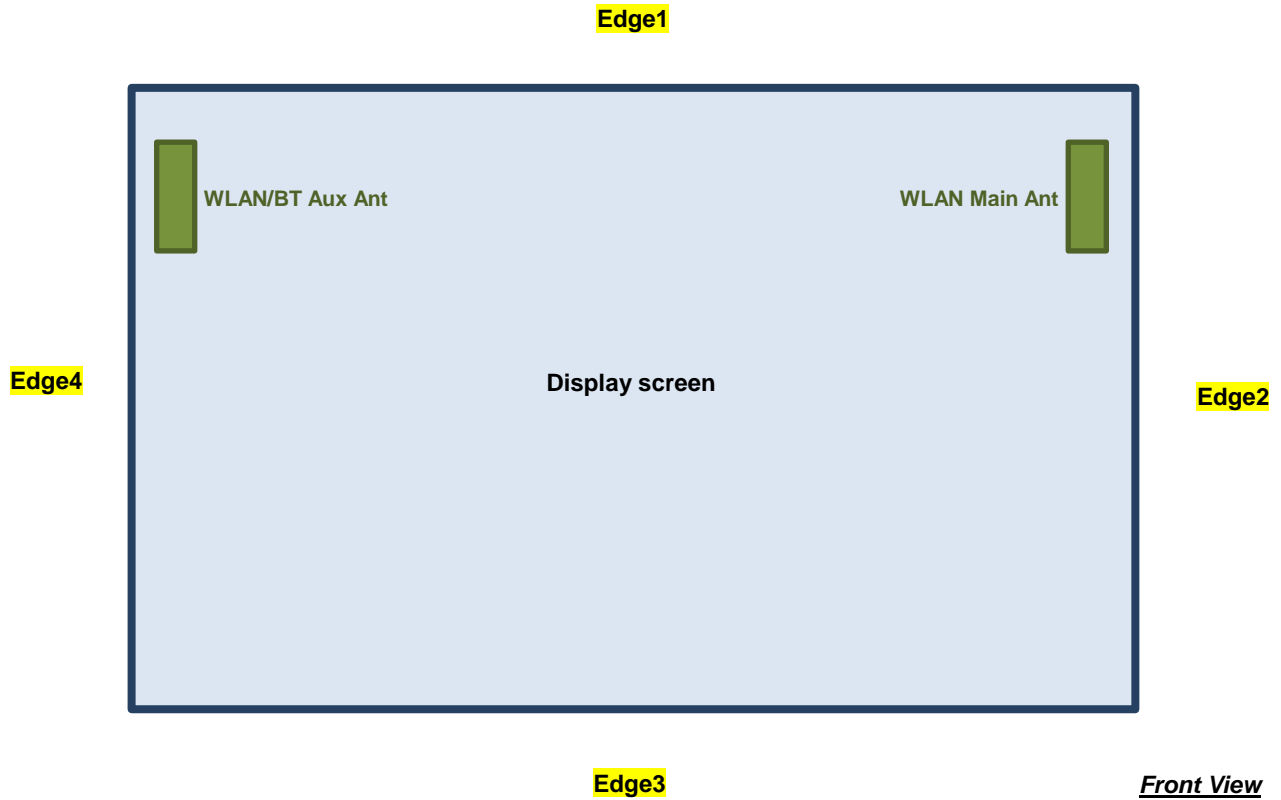 Edge1
WLAN/BT Aux Ant
WLAN Main Ant
Edge4
Display screen
Edge2
Edge3
Front View